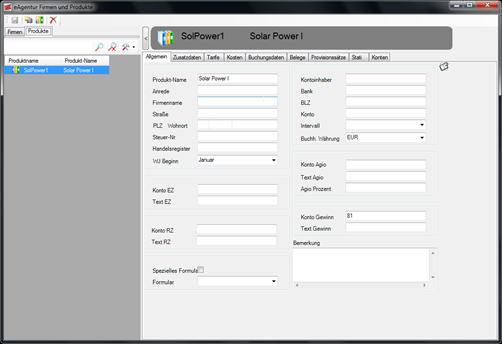 eAgentur Firmen und Produkte
Firmen Produkte
Produktname Produkt-Name
SolPower1 Solar Power I
SolPower1 Solar Power I
Allgemein Zusatzdaten Tarife Kosten Buchungsdaten Belege Provisionssätze Stati Konten
Produkt-Name Solar Power I
Anrede
Firmenname
Straße
PLZ Wohnort
Steuer-Nr
Handelsregister
WJ Beginn Januar
Konto EZ
Text EZ
Konto RZ
Text RZ
Spezielles Formula
Formular
Kontoinhaber
Bank
BLZ
Konto
Intervall
Buchh. Währung EUR
Konto Agio
Text Agio
Agio Prozent
Konto Gewinn 81
Text Gewinn
Bemerkung